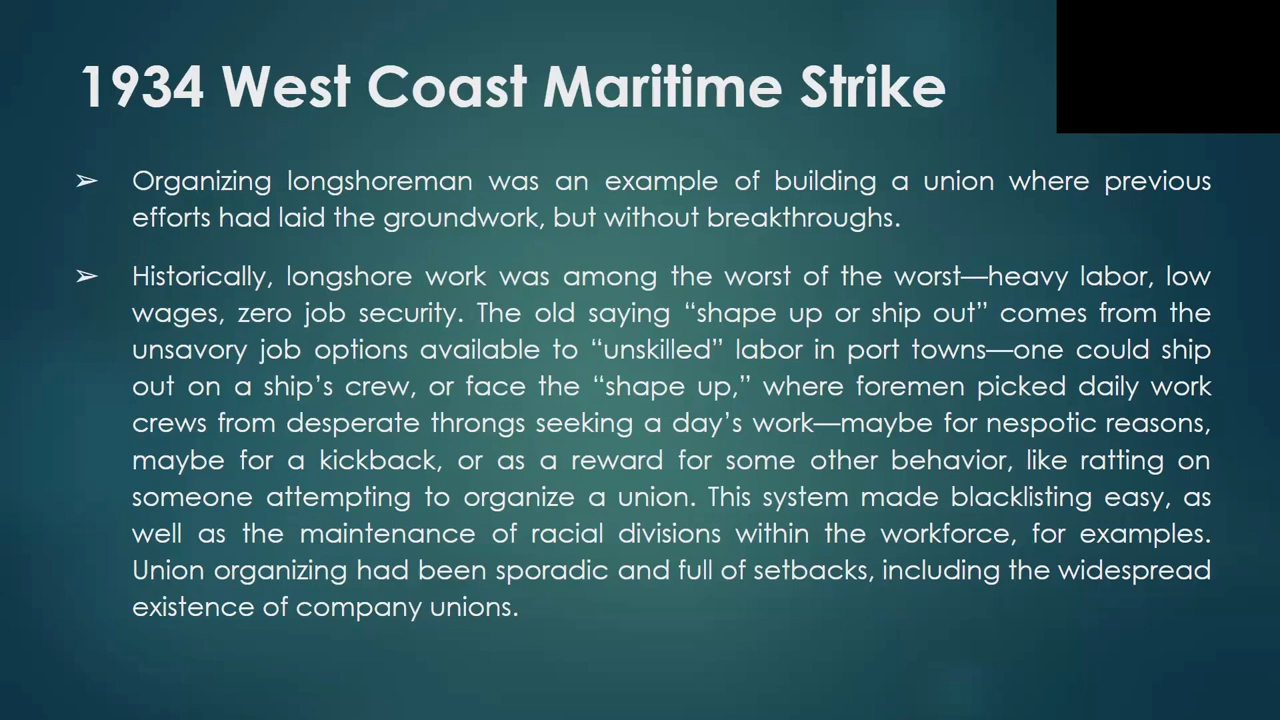 1934 West Coast Maritime Strike
➢ Organizing longshoreman was an example of building a union where previous
efforts had laid the groundwork, but without breakthroughs.
➢ Historically, longshore work was among the worst of the worst—heavy labor, low
wages, zero job security. The old saying “shape up or ship out” comes from the
unsavory job options available to “unskilled” labor in port towns—one could ship
out on a ship’s crew, or face the “shape up,” where foremen picked daily work
crews from desperate throngs seeking a day’s work—maybe for nespotic reasons,
maybe for a kickback, or as a reward for some other behavior, like ratting on
someone attempting to organize a union. This system made blacklisting easy, as
well as the maintenance of racial divisions within the workforce, for examples.
Union organizing had been sporadic and full of setbacks, including the widespread
existence of company unions.